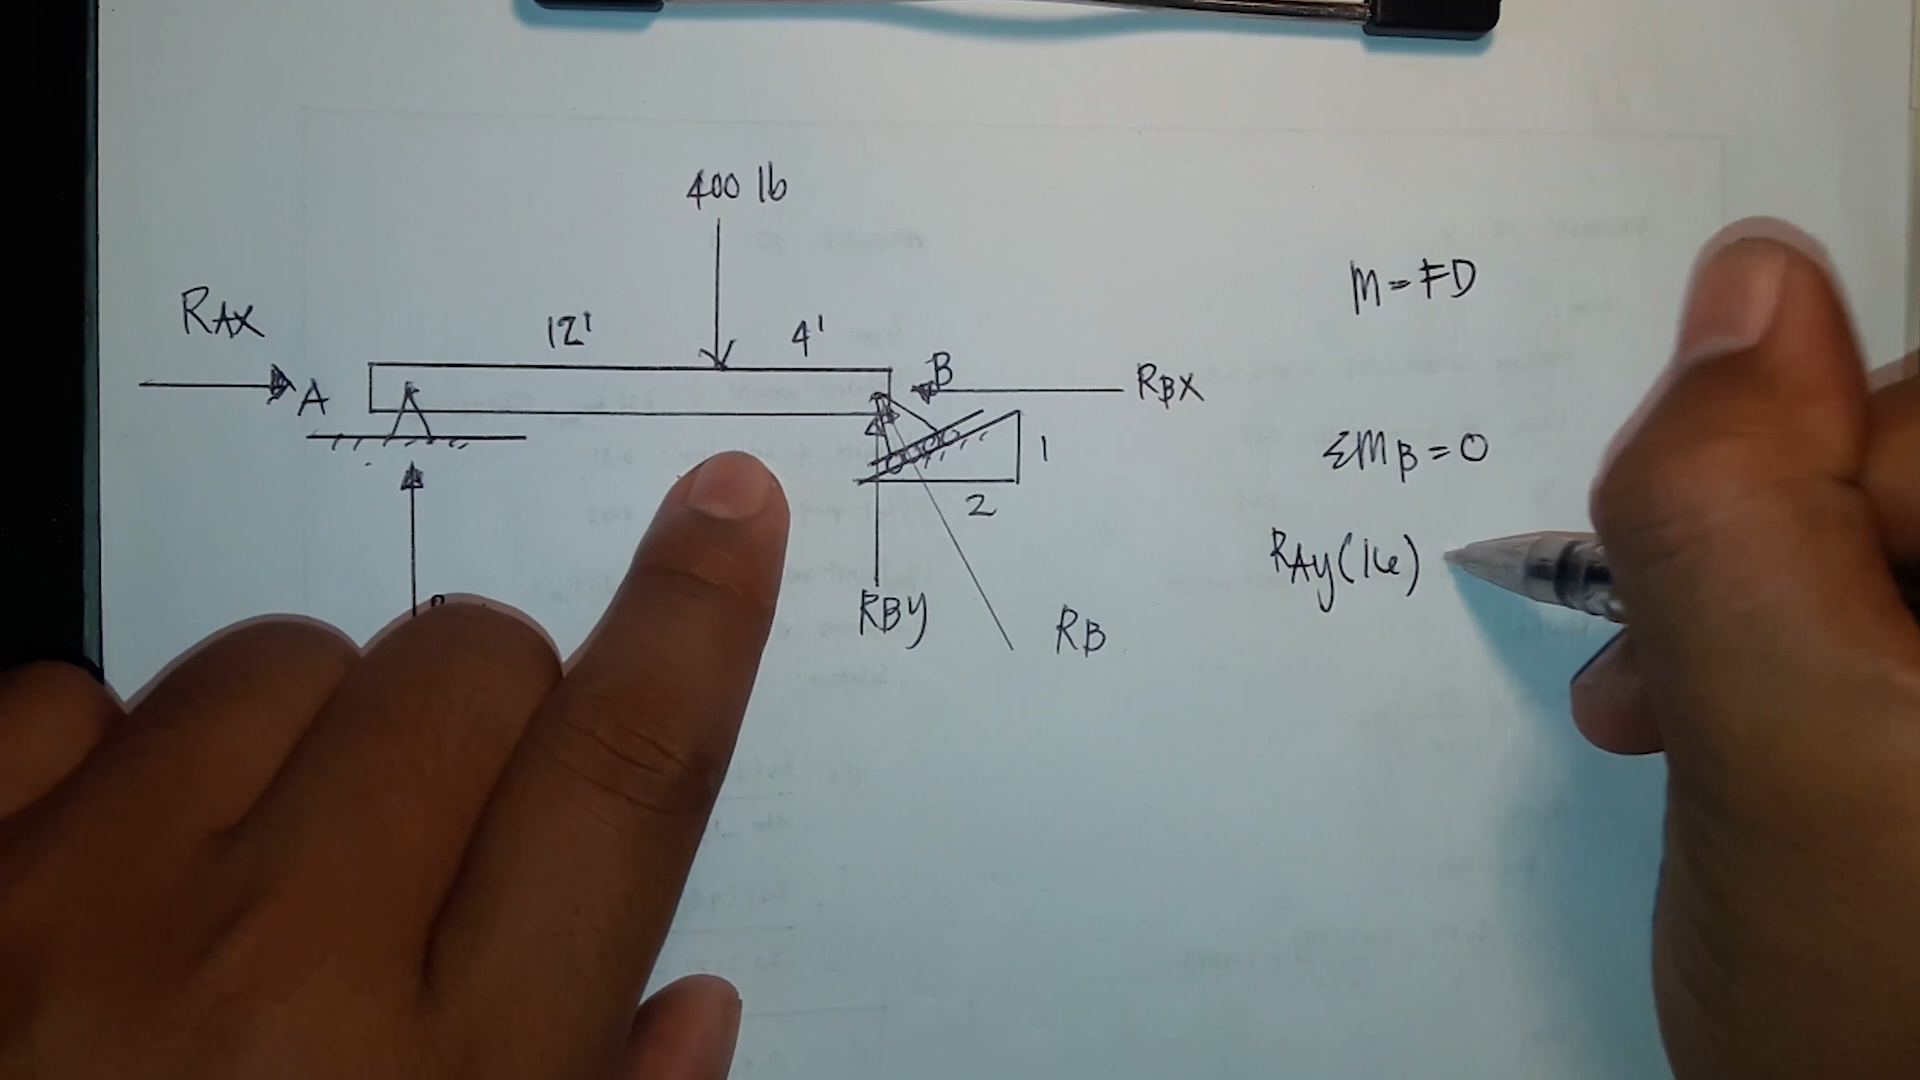 400 lb
RAX
12'
4'
A
B
RBX
1
2
RBY
RB
M=FD
ΣMB=0
RAY(16)